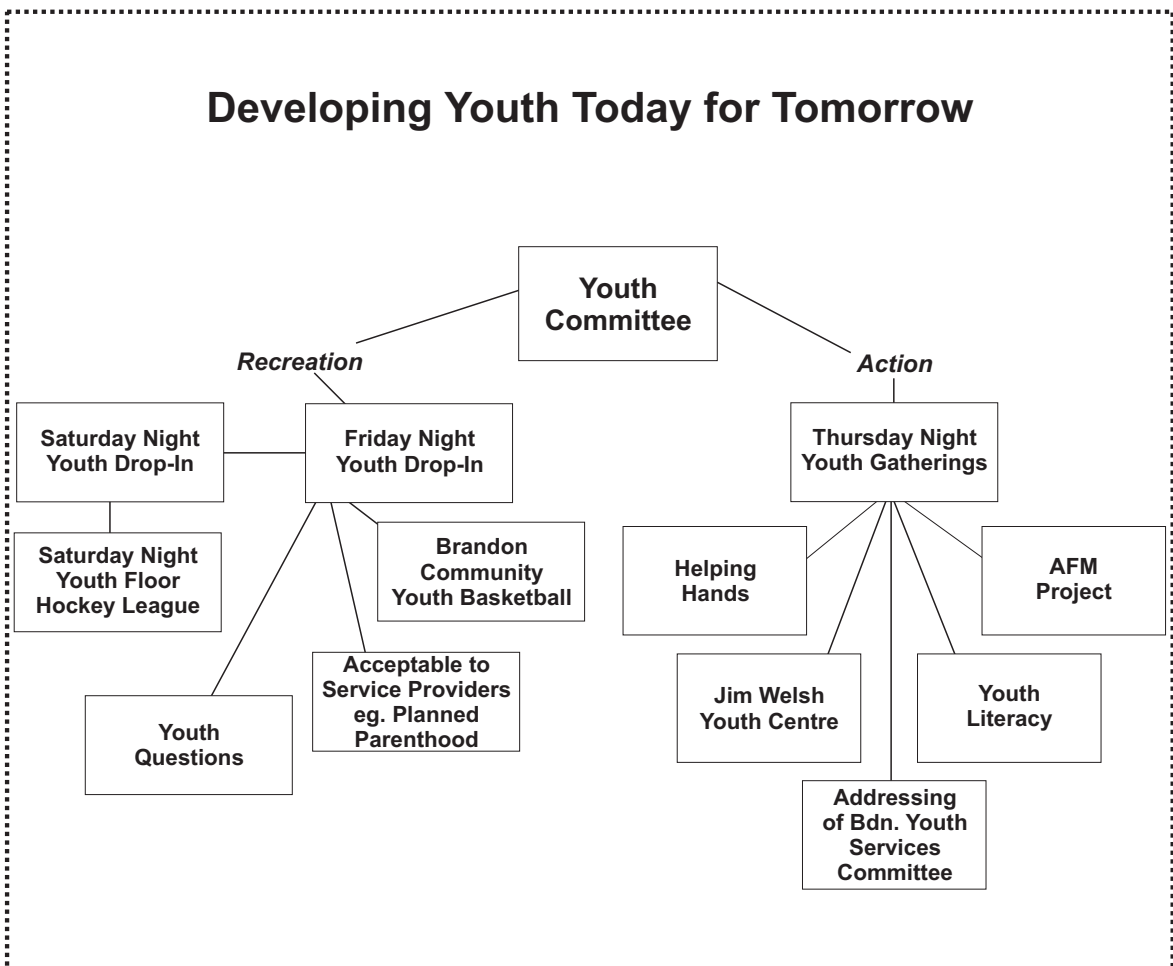 Developing Youth Today for Tomorrow
Youth
Committee
Recreation
Action
Saturday Night
Youth Drop-In
Friday Night
Youth Drop-In
Thursday Night
Youth Gatherings
Saturday Night
Youth Floor
Hockey League
Brandon
Community
Youth Basketball
Helping
Hands
AFM
Project
Youth
Questions
Acceptable to
Service Providers
eg. Planned
Parenthood
Jim Welsh
Youth Centre
Youth
Literacy
Addressing
of Bdn. Youth
Services
Committee